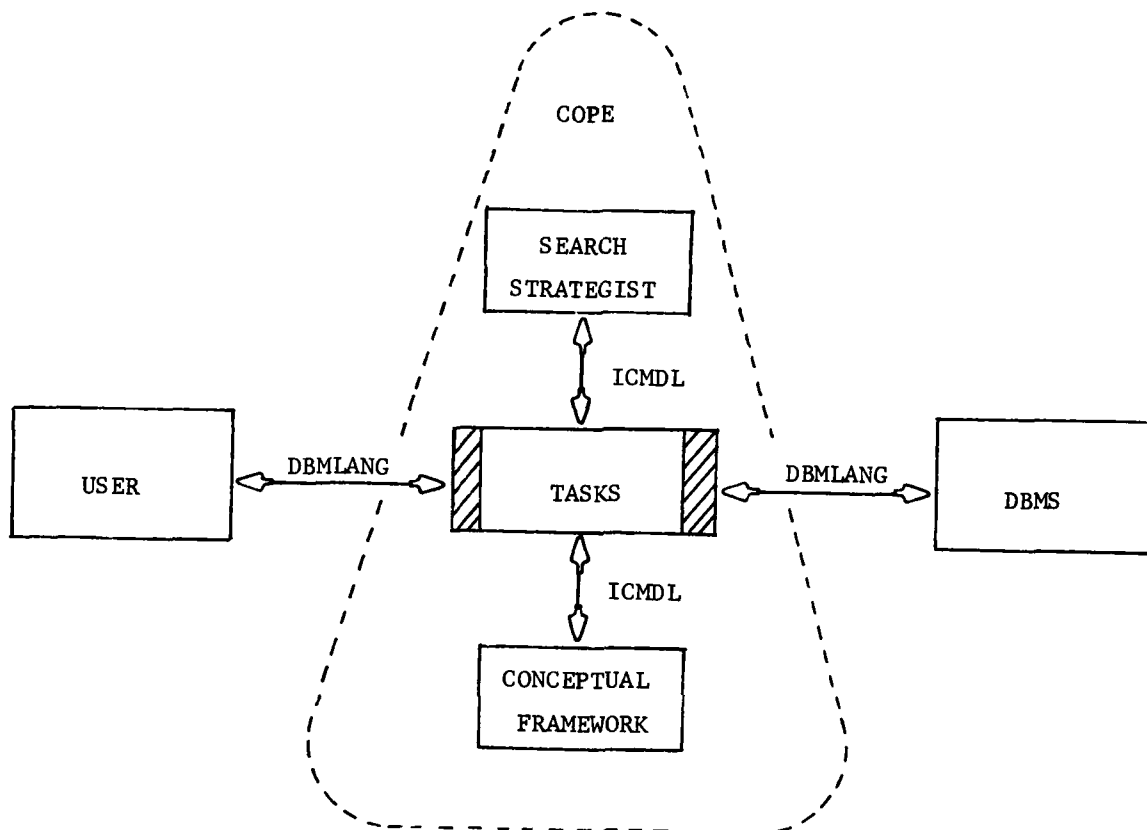 COPE
SEARCH
STRATEGIST
ICMDL
USER
DBMLANG
TASKS
DBMLANG
DBMS
ICMDL
CONCEPTUAL
FRAMEWORK